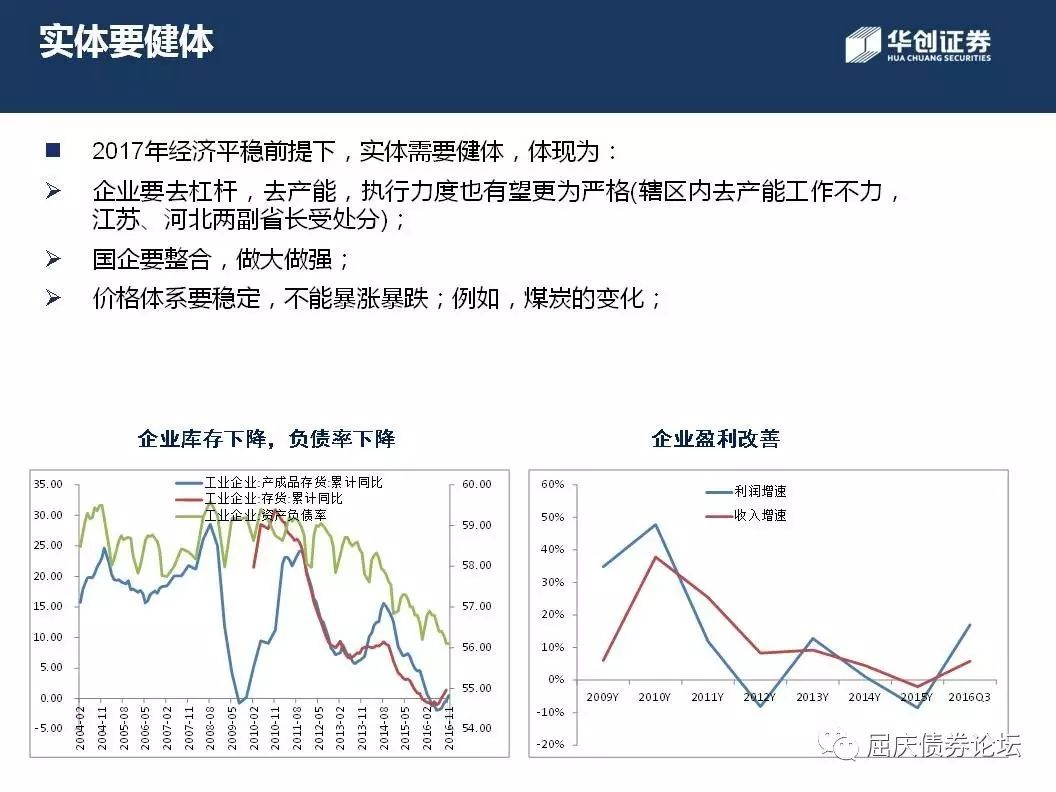 实体要健体
华创证券
HUA CHUANG SECURITIES
■ 2017年经济平稳前提下，实体需要健体，体现为：
➢ 企业要去杠杆，去产能，执行力度也有望更为严格(辖区内去产能工作不力，
江苏、河北两副省长受处分)；
➢ 国企要整合，做大做强；
➢ 价格体系要稳定，不能暴涨暴跌；例如，煤炭的变化；
企业库存下降，负债率下降
工业企业:产成品存货:累计同比
工业企业:存货:累计同比
工业企业:资产负债率
35.00
30.00
25.00
20.00
15.00
10.00
5.00
0.00
-5.00
60.00
59.00
58.00
57.00
56.00
55.00
54.00
2004-02
2004-11
2005-08
2006-05
2007-02
2007-11
2008-08
2009-05
2010-02
2010-11
2011-08
2012-05
2013-02
2013-11
2014-08
2015-05
2016-02
2016-11
企业盈利改善
利润增速
收入增速
60%
50%
40%
30%
20%
10%
0%
-10%
-20%
2009Y 2010Y 2011Y 2012Y 2013Y 2014Y 2015Y 2016Q3
屈庆债券论坛